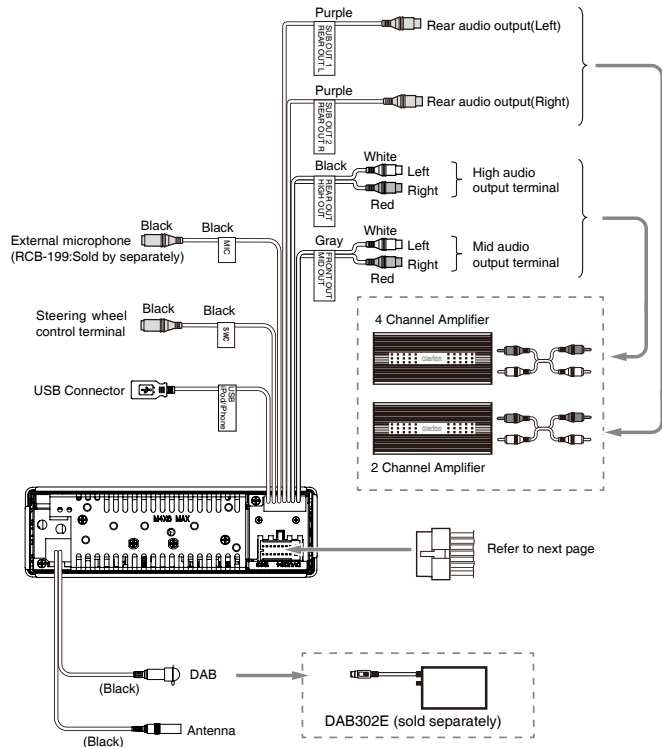 Purple
SUB OUT 1
REAR OUT L
Rear audio output(Left)
Purple
SUB OUT 2
REAR OUT R
Rear audio output(Right)
Black
REAR OUT
HIGH OUT
White
Left
Right
Red
High audio
output terminal
Gray
FRONT OUT
MID OUT
White
Left
Right
Red
Mid audio
output terminal
External microphone
(RCB-199:Sold by separately)
Black
Black
MIC
Steering wheel
control terminal
Black
Black
SWC
USB Connector
USB
iPod/iPhone
4 Channel Amplifier
clarion
clarion
2 Channel Amplifier
M4X6 MAX
Refer to next page
DAB
(Black)
DAB302E (sold separately)
Antenna
(Black)